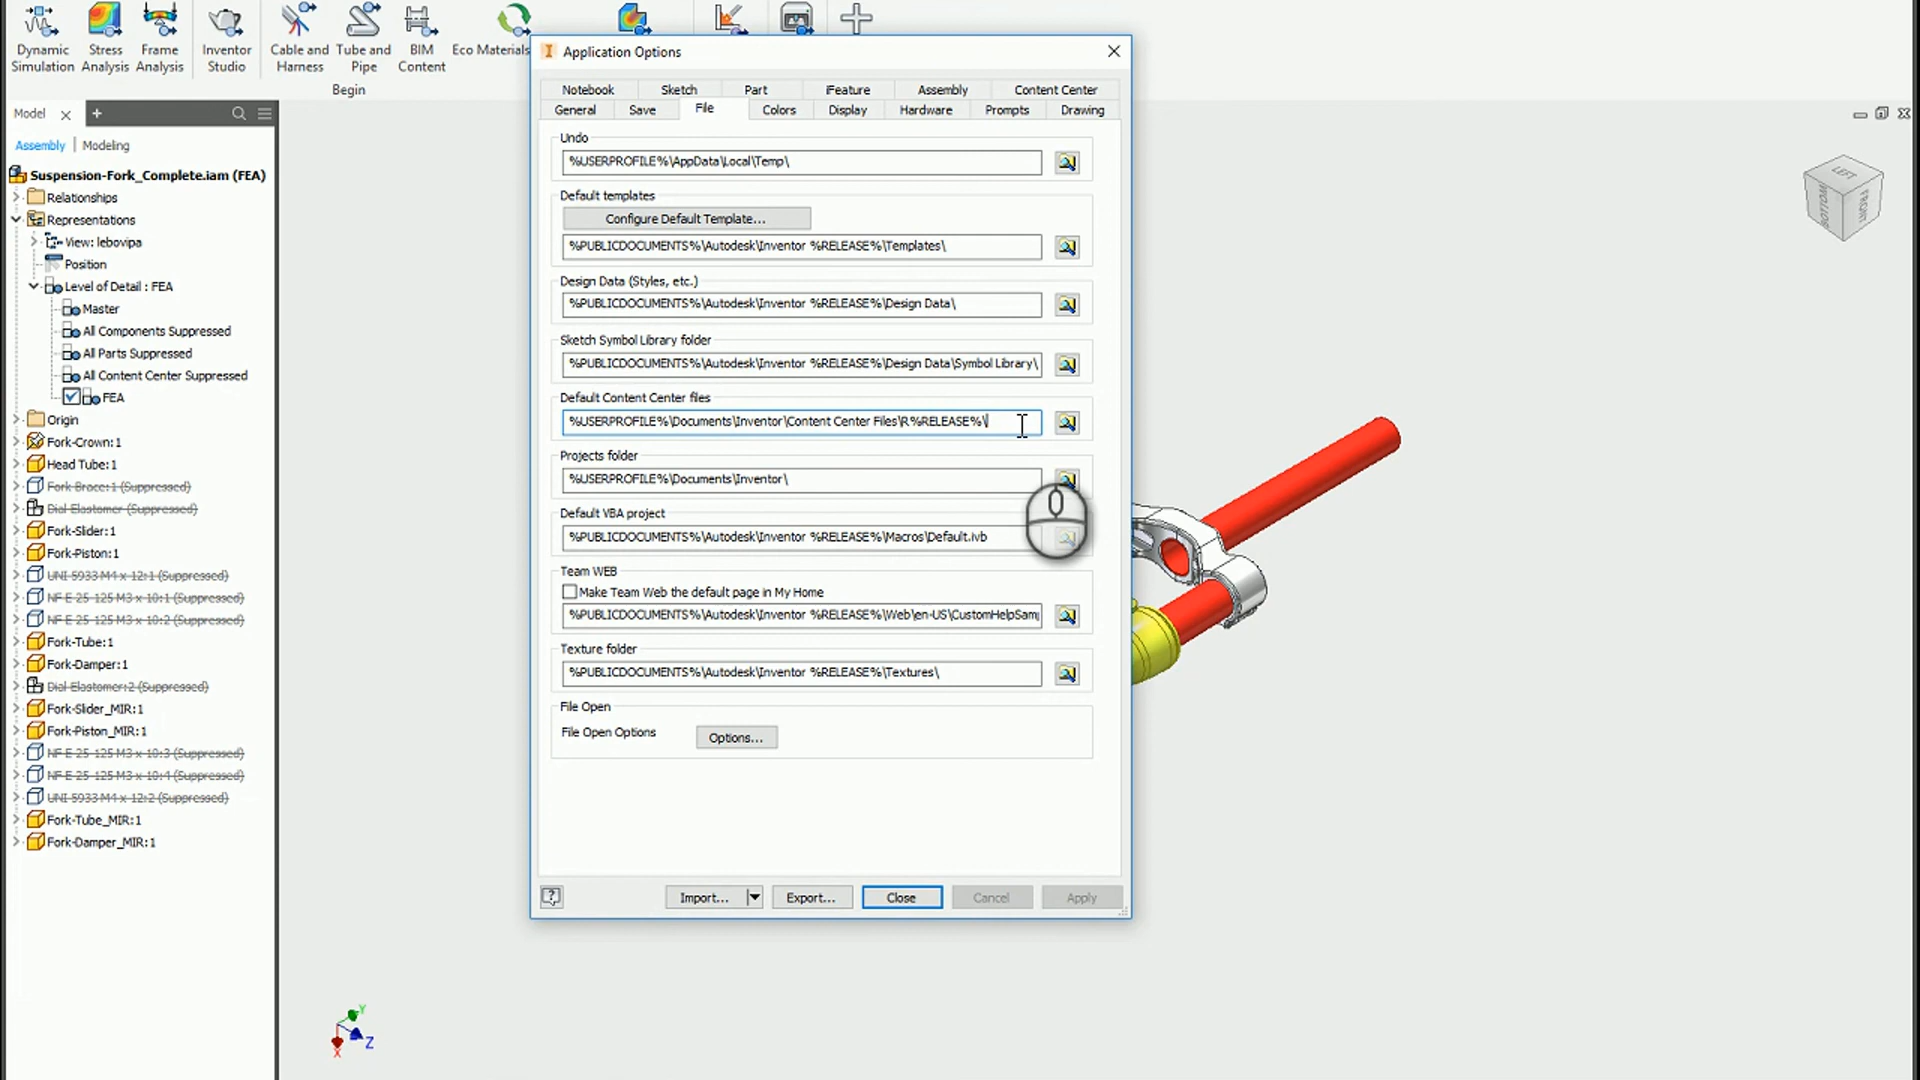 Dynamic Simulation
Stress Analysis
Frame Analysis
Inventor Studio
Cable and Harness
Tube and Pipe
BIM Content
Eco Materials
Begin
Application Options
Notebook Sketch Part iFeature Assembly Content Center
General Save File Colors Display Hardware Prompts Drawing
Undo
%USERPROFILE%\AppData\Local\Temp\
Default templates
Configure Default Template...
%PUBLICDOCUMENTS%\Autodesk\Inventor %RELEASE%\Templates\
Design Data (Styles, etc.)
%PUBLICDOCUMENTS%\Autodesk\Inventor %RELEASE%\Design Data\
Sketch Symbol Library folder
%PUBLICDOCUMENTS%\Autodesk\Inventor %RELEASE%\Design Data\Symbol Library\
Default Content Center files
%USERPROFILE%\Documents\Inventor\Content Center Files\R%RELEASE%\
Projects folder
%USERPROFILE%\Documents\Inventor\
Default VBA project
%PUBLICDOCUMENTS%\Autodesk\Inventor %RELEASE%\Macros\Default.ivb
Team WEB
Make Team Web the default page in My Home
%PUBLICDOCUMENTS%\Autodesk\Inventor %RELEASE%\Web\en-US\CustomHelpSam
Texture folder
%PUBLICDOCUMENTS%\Autodesk\Inventor %RELEASE%\Textures\
File Open
File Open Options Options...
Import... Export... Close Cancel Apply
Model
Assembly | Modeling
Suspension-Fork_Complete.iam (FEA)
Relationships
Representations
View: lebovipa
Position
Level of Detail : FEA
Master
All Components Suppressed
All Parts Suppressed
All Content Center Suppressed
FEA
Origin
Fork-Crown:1
Head Tube:1
Fork-Brace:1 (Suppressed)
Dial-Elastomer (Suppressed)
Fork-Slider:1
Fork-Piston:1
UNI 5933 M4 x 12:1 (Suppressed)
NF E 25-125 M3 x 10:1 (Suppressed)
NF E 25-125 M3 x 10:2 (Suppressed)
Fork-Tube:1
Fork-Damper:1
Dial-Elastomer:2 (Suppressed)
Fork-Slider_MIR:1
Fork-Piston_MIR:1
NF E 25-125 M3 x 10:3 (Suppressed)
NF E 25-125 M3 x 10:4 (Suppressed)
UNI 5933 M4 x 12:2 (Suppressed)
Fork-Tube_MIR:1
Fork-Damper_MIR:1
LEFT
BOTTOM
FRONT
Y
Z
X